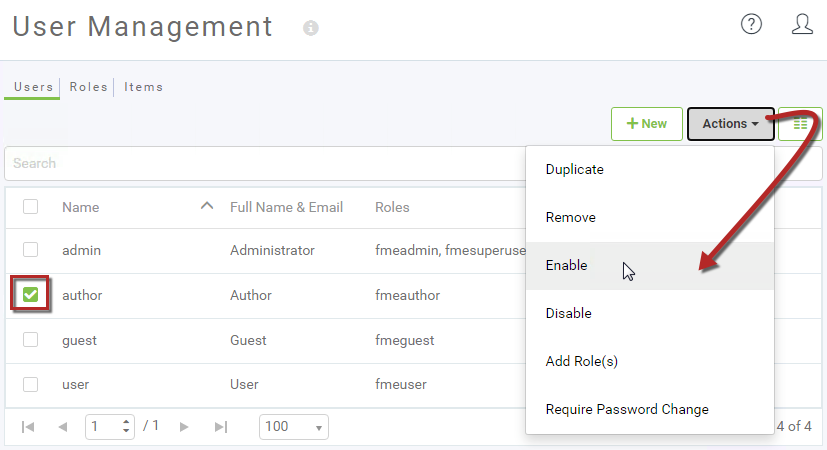 User Management
Users Roles Items
+ New Actions
Search
Name Full Name & Email Roles
admin Administrator fmeadmin, fmesuperuse
author Author fmeauthor
guest Guest fmeguest
user User fmeuser
Duplicate
Remove
Enable
Disable
Add Role(s)
Require Password Change
1 / 1 100 4 of 4